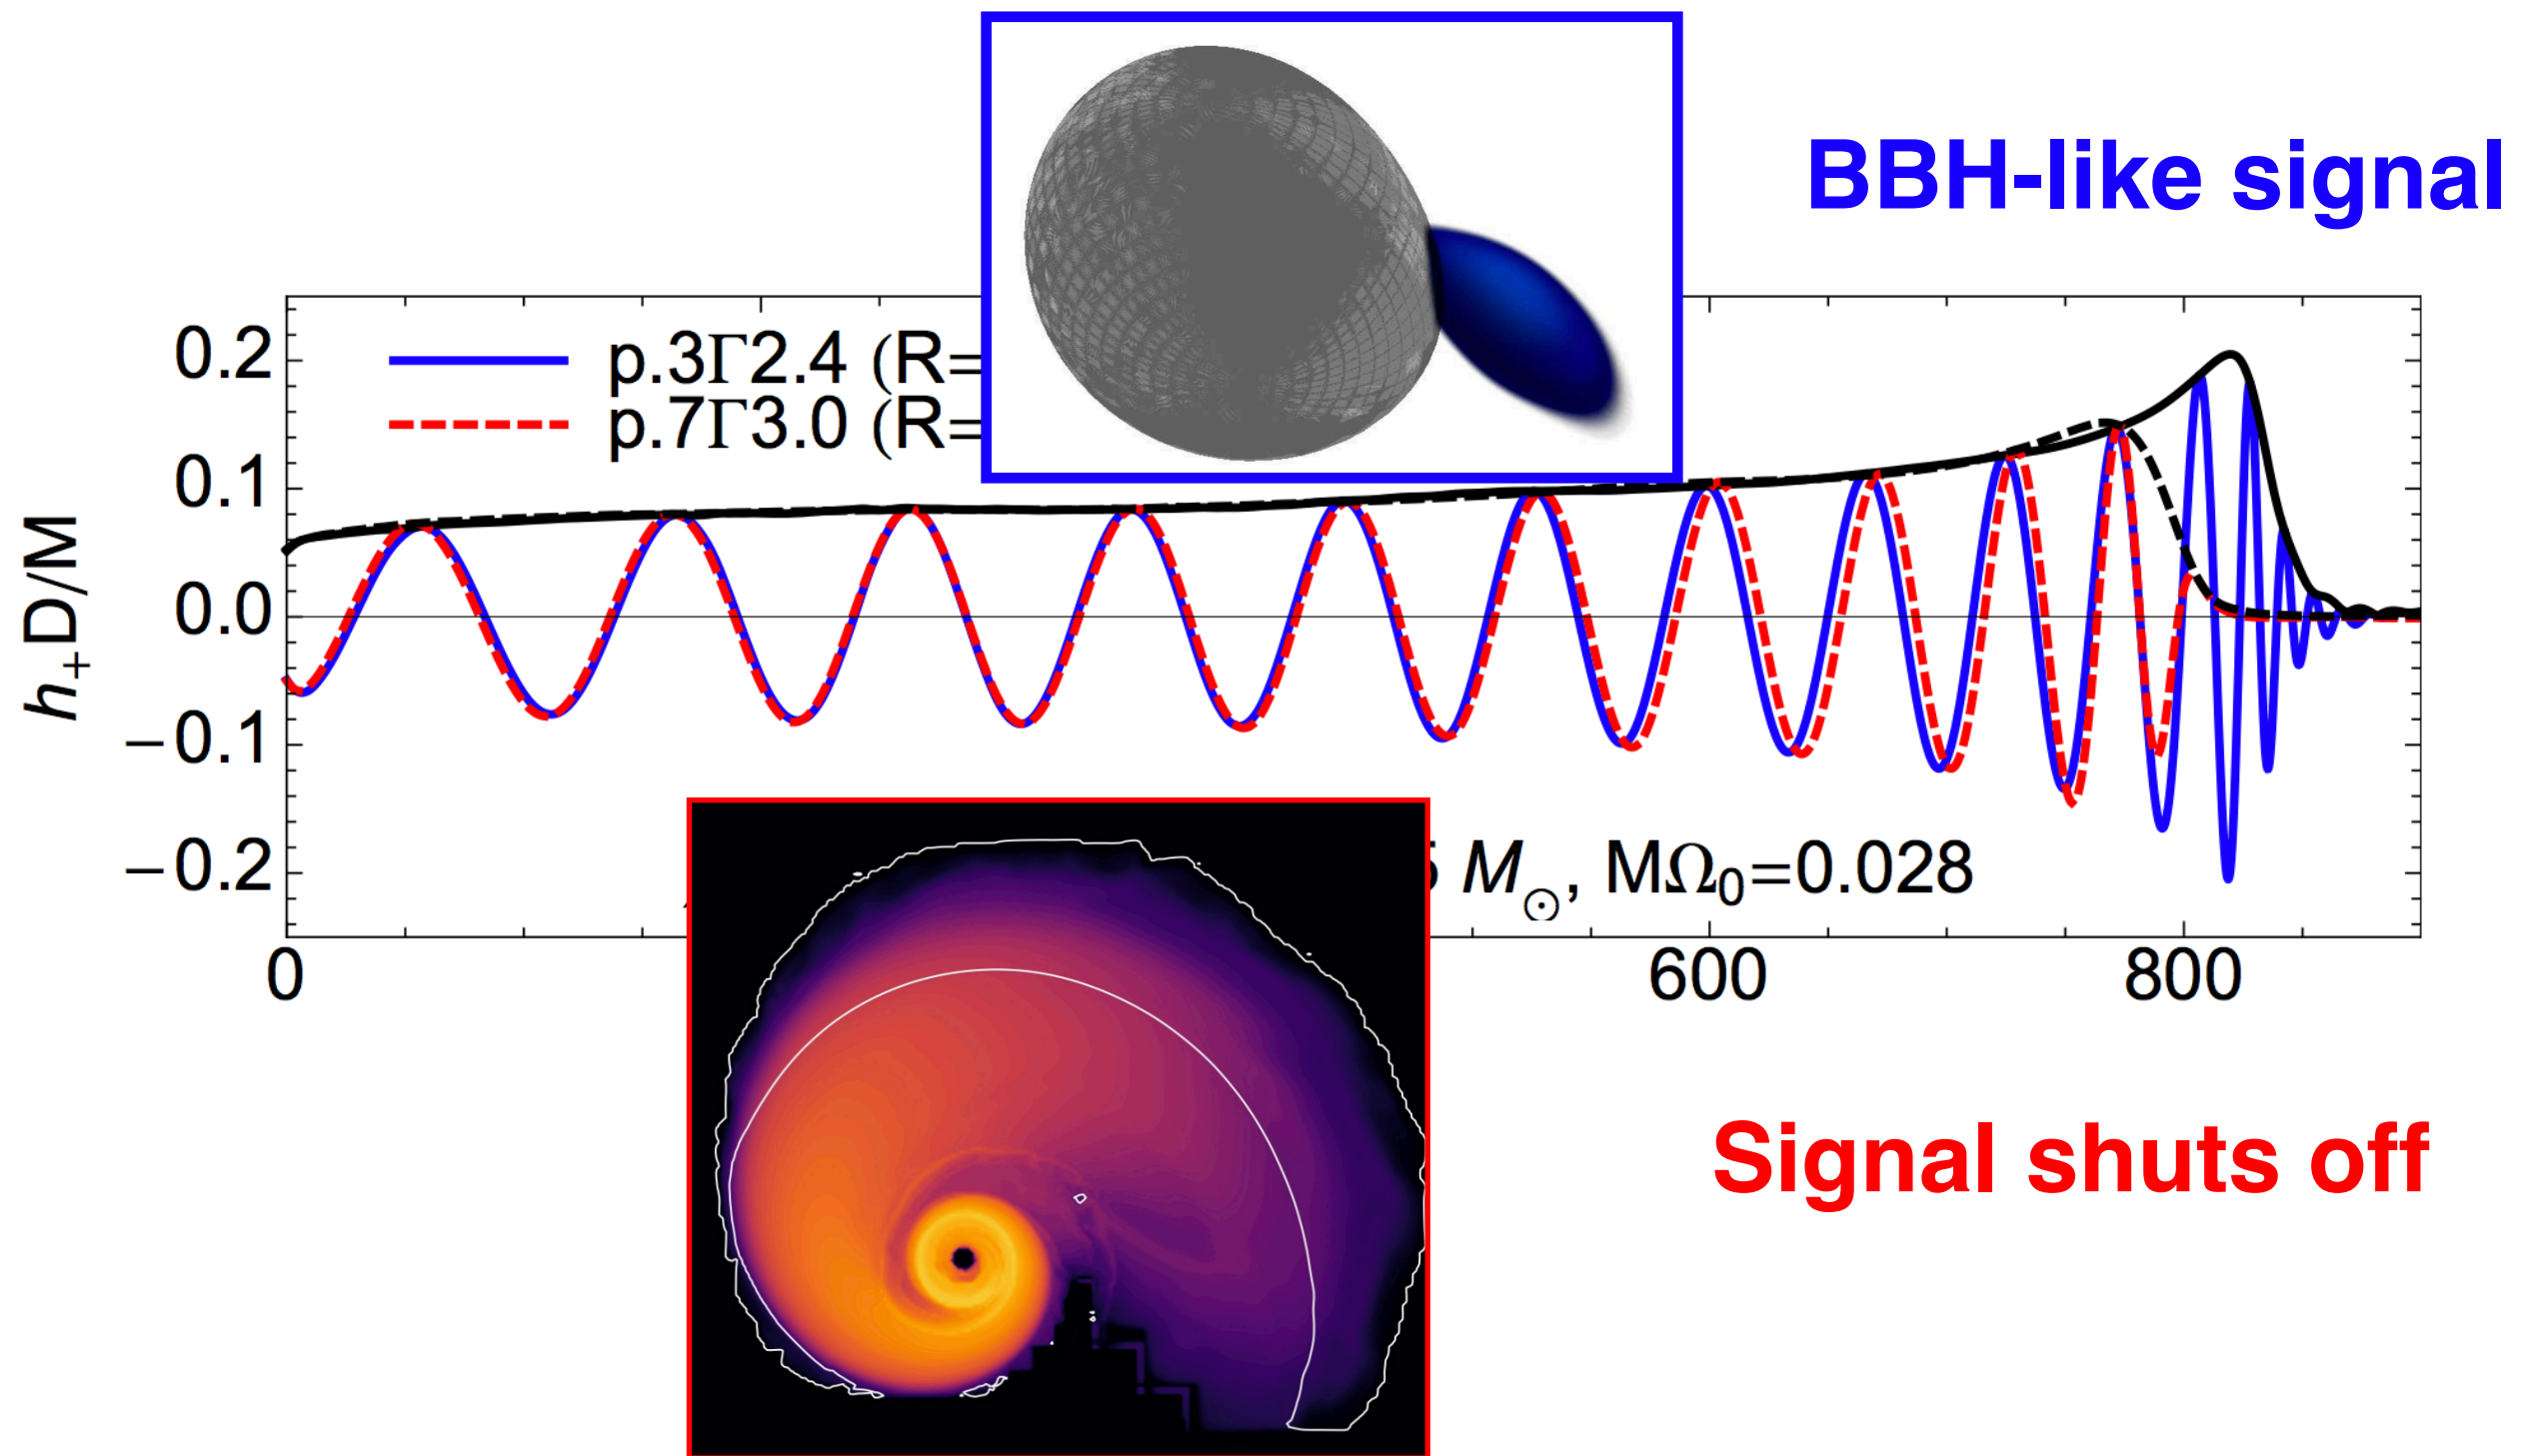 BBH-like signal
p.3Γ2.4 (R=
p.7Γ3.0 (R=
h₊D/M
0.2
0.1
0.0
−0.1
−0.2
M☉, MΩ₀=0.028
0
600
800
Signal shuts off